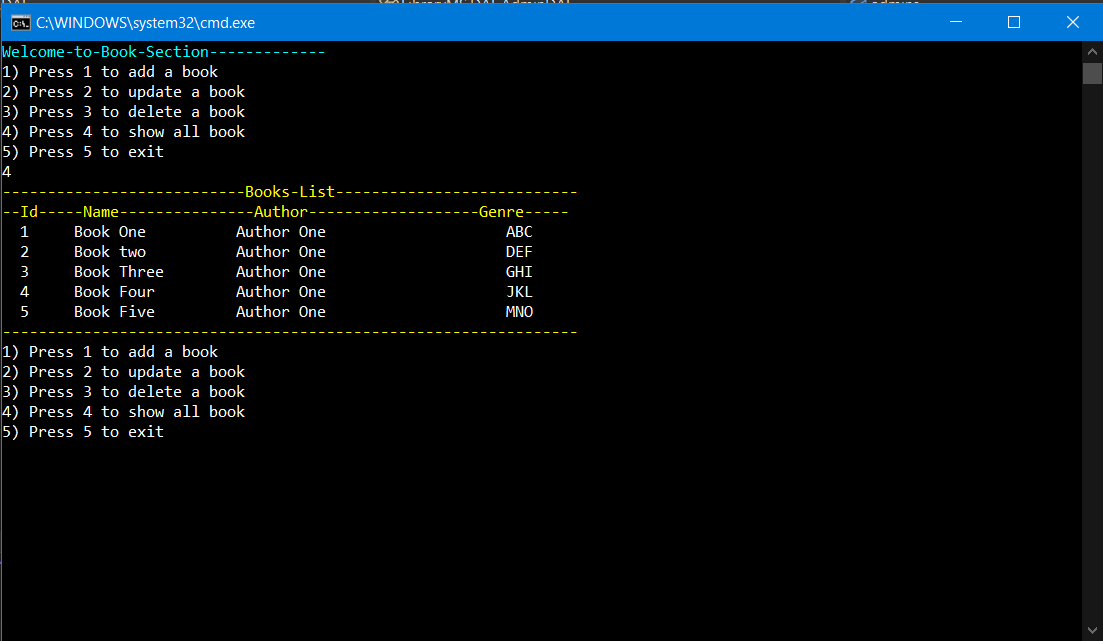 C:\WINDOWS\system32\cmd.exe
Welcome-to-Book-Section-------------
1) Press 1 to add a book
2) Press 2 to update a book
3) Press 3 to delete a book
4) Press 4 to show all book
5) Press 5 to exit
4
---------------------------Books-List---------------------------
--Id-----Name---------------Author-------------------Genre-----
  1     Book One          Author One                    ABC
  2     Book two          Author One                    DEF
  3     Book Three        Author One                    GHI
  4     Book Four         Author One                    JKL
  5     Book Five         Author One                    MNO
----------------------------------------------------------------
1) Press 1 to add a book
2) Press 2 to update a book
3) Press 3 to delete a book
4) Press 4 to show all book
5) Press 5 to exit